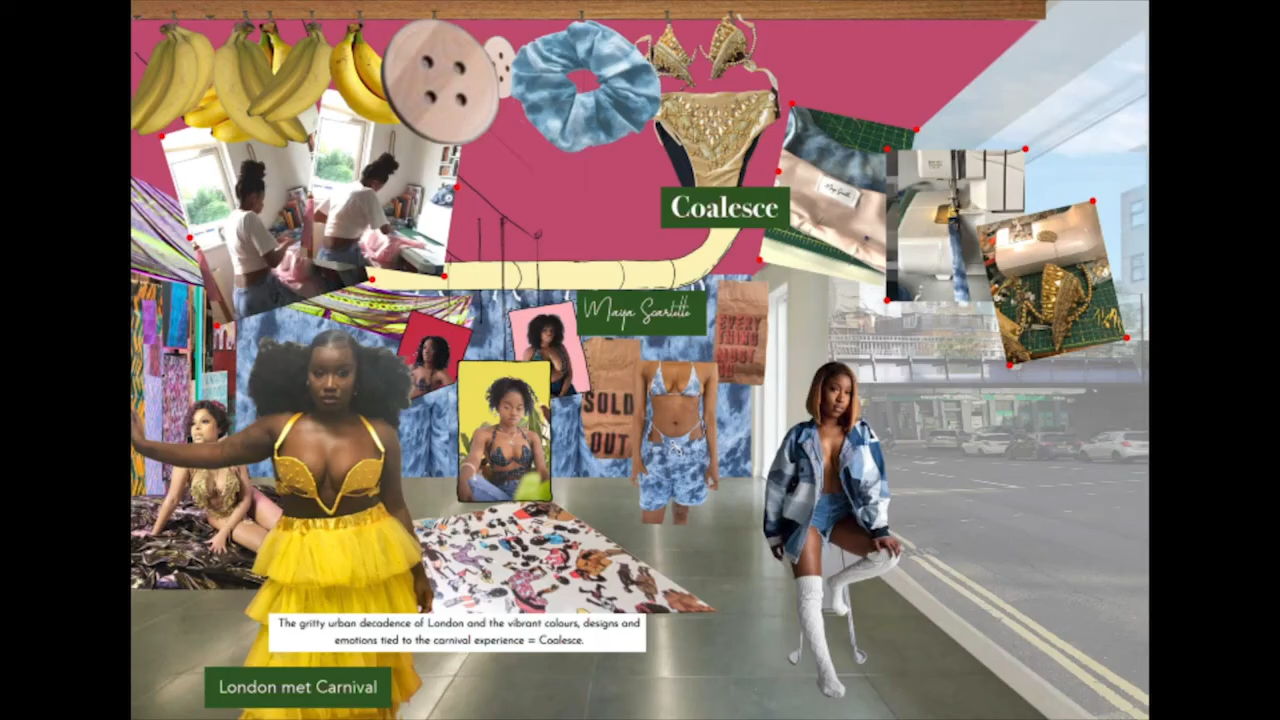 Coalesce
Maya Scarlette
EVERY
THING
MUST
SOLD
OUT
The gritty urban decadence of London and the vibrant colours, designs and
emotions tied to the carnival experience = Coalesce.
London met Carnival